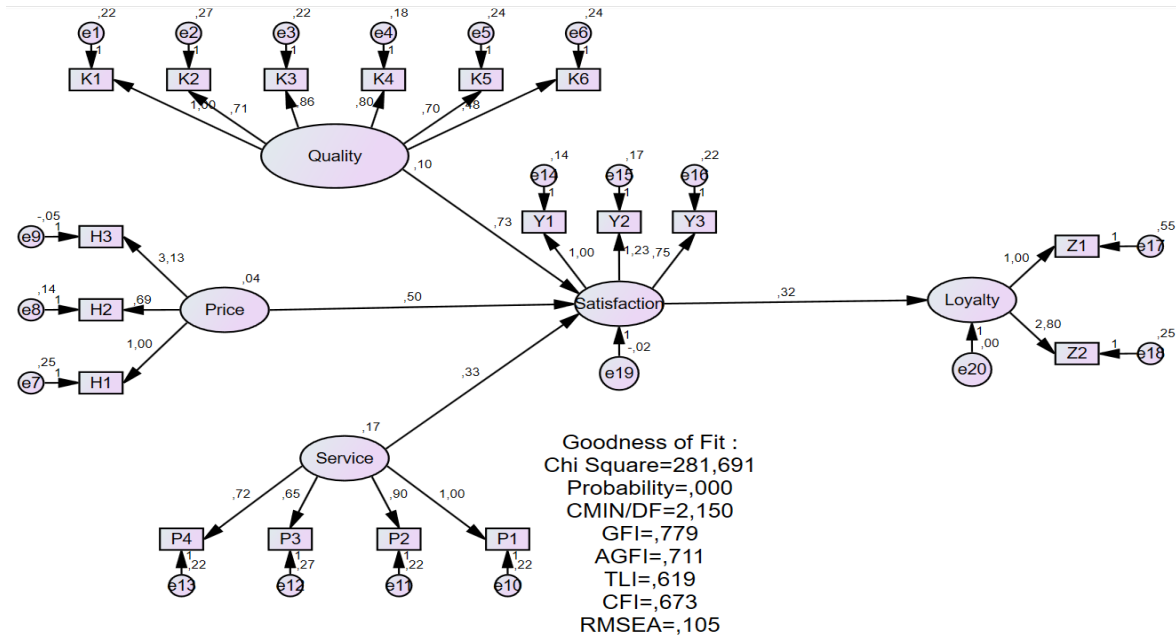 ,22 ,27 ,22 ,18 ,24 ,24
e1 e2 e3 e4 e5 e6
1 1 1 1 1 1
K1 K2 K3 K4 K5 K6
1,00 ,71 ,86 ,80 ,70 ,48
Quality
,10
,14 ,17 ,22
e14 e15 e16
1 1 1
Y1 Y2 Y3
1,00 1,23 ,75
,73
-,05
e9 1 H3
3,13
,14
e8 1 H2 ,69
,04
Price
,50
1,00
,25
e7 1 H1
Satisfaction
,32
1
-,02
e19
Loyalty
1,00
Z1 1 ,55
e17
2,80
Z2 1 ,25
e18
1
,00
e20
,33
,17
Service
,72 ,65 ,90 1,00
P4 P3 P2 P1
1 1 1 1
,22 ,27 ,22 ,22
e13 e12 e11 e10
Goodness of Fit :
Chi Square=281,691
Probability=,000
CMIN/DF=2,150
GFI=,779
AGFI=,711
TLI=,619
CFI=,673
RMSEA=,105